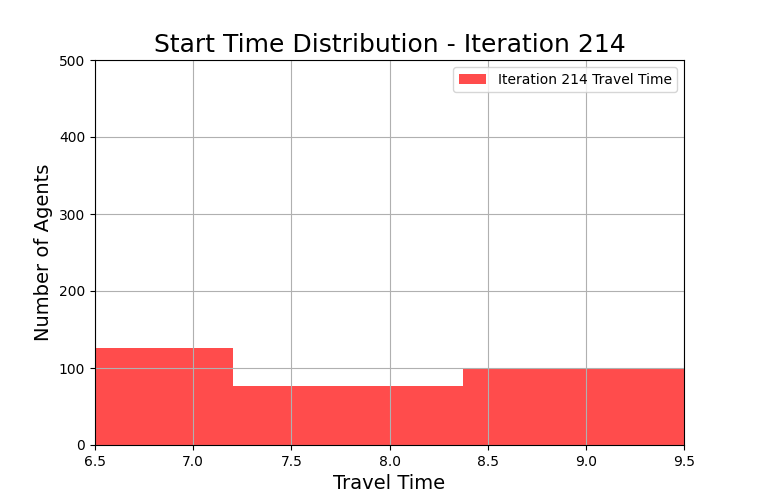 Start Time Distribution - Iteration 214
Iteration 214 Travel Time
Number of Agents
500
400
300
200
100
0
6.5 7.0 7.5 8.0 8.5 9.0 9.5
Travel Time